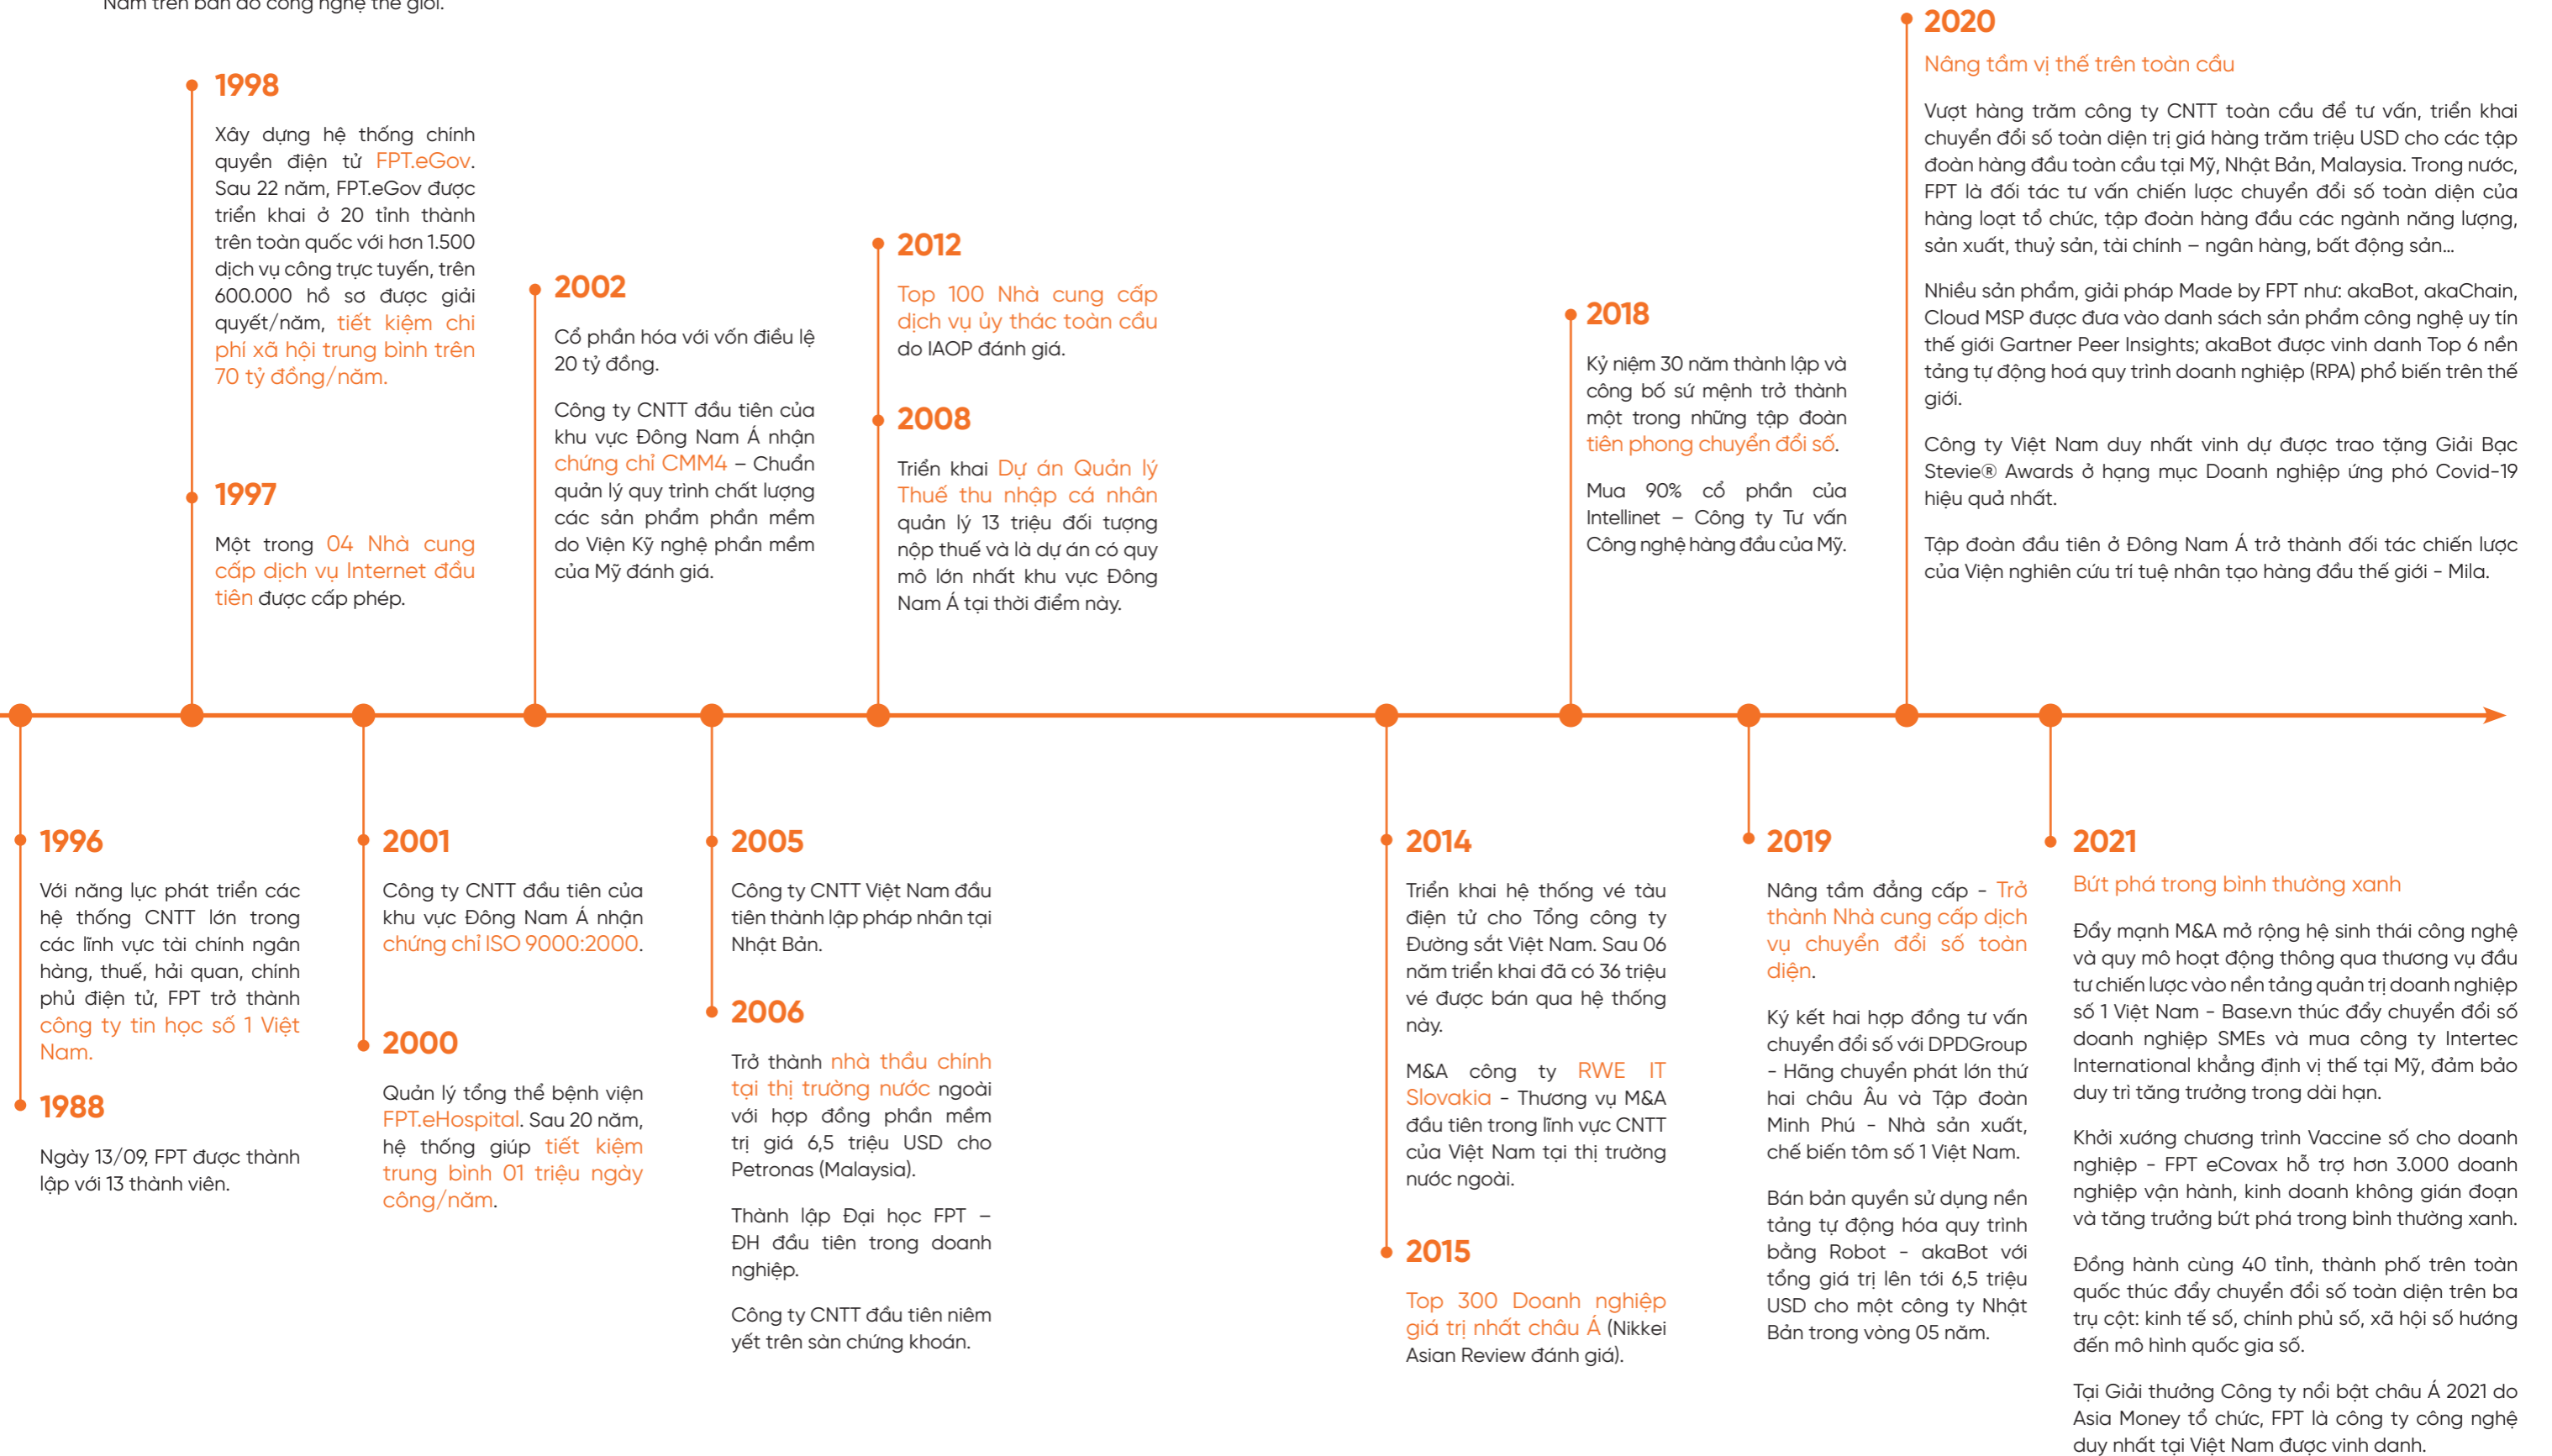 Nam trên bản đồ công nghệ thế giới.
1998
Xây dựng hệ thống chính
quyền điện tử FPT.eGov.
Sau 22 năm, FPT.eGov được
triển khai ở 20 tỉnh thành
trên toàn quốc với hơn 1.500
dịch vụ công trực tuyến, trên
600.000 hồ sơ được giải
quyết/năm, tiết kiệm chi
phí xã hội trung bình trên
70 tỷ đồng/năm.
1997
Một trong 04 Nhà cung
cấp dịch vụ Internet đầu
tiên được cấp phép.
2002
Cổ phần hóa với vốn điều lệ
20 tỷ đồng.
Công ty CNTT đầu tiên của
khu vực Đông Nam Á nhận
chứng chỉ CMM4 – Chuẩn
quản lý quy trình chất lượng
các sản phẩm phần mềm
do Viện Kỹ nghệ phần mềm
của Mỹ đánh giá.
2012
Top 100 Nhà cung cấp
dịch vụ ủy thác toàn cầu
do IAOP đánh giá.
2008
Triển khai Dự án Quản lý
Thuế thu nhập cá nhân
quản lý 13 triệu đối tượng
nộp thuế và là dự án có quy
mô lớn nhất khu vực Đông
Nam Á tại thời điểm này.
2018
Kỷ niệm 30 năm thành lập và
công bố sứ mệnh trở thành
một trong những tập đoàn
tiên phong chuyển đổi số.
Mua 90% cổ phần của
Intellinet – Công ty Tư vấn
Công nghệ hàng đầu của Mỹ.
2020
Nâng tầm vị thế trên toàn cầu
Vượt hàng trăm công ty CNTT toàn cầu để tư vấn, triển khai
chuyển đổi số toàn diện trị giá hàng trăm triệu USD cho các tập
đoàn hàng đầu toàn cầu tại Mỹ, Nhật Bản, Malaysia. Trong nước,
FPT là đối tác tư vấn chiến lược chuyển đổi số toàn diện của
hàng loạt tổ chức, tập đoàn hàng đầu các ngành năng lượng,
sản xuất, thuỷ sản, tài chính – ngân hàng, bất động sản…
Nhiều sản phẩm, giải pháp Made by FPT như: akaBot, akaChain,
Cloud MSP được đưa vào danh sách sản phẩm công nghệ uy tín
thế giới Gartner Peer Insights; akaBot được vinh danh Top 6 nền
tảng tự động hoá quy trình doanh nghiệp (RPA) phổ biến trên thế
giới.
Công ty Việt Nam duy nhất vinh dự được trao tặng Giải Bạc
Stevie® Awards ở hạng mục Doanh nghiệp ứng phó Covid-19
hiệu quả nhất.
Tập đoàn đầu tiên ở Đông Nam Á trở thành đối tác chiến lược
của Viện nghiên cứu trí tuệ nhân tạo hàng đầu thế giới - Mila.
1996
Với năng lực phát triển các
hệ thống CNTT lớn trong
các lĩnh vực tài chính ngân
hàng, thuế, hải quan, chính
phủ điện tử, FPT trở thành
công ty tin học số 1 Việt
Nam.
1988
Ngày 13/09, FPT được thành
lập với 13 thành viên.
2001
Công ty CNTT đầu tiên của
khu vực Đông Nam Á nhận
chứng chỉ ISO 9000:2000.
2000
Quản lý tổng thể bệnh viện
FPT.eHospital. Sau 20 năm,
hệ thống giúp tiết kiệm
trung bình 01 triệu ngày
công/năm.
2005
Công ty CNTT Việt Nam đầu
tiên thành lập pháp nhân tại
Nhật Bản.
2006
Trở thành nhà thầu chính
tại thị trường nước ngoài
với hợp đồng phần mềm
trị giá 6,5 triệu USD cho
Petronas (Malaysia).
Thành lập Đại học FPT –
ĐH đầu tiên trong doanh
nghiệp.
Công ty CNTT đầu tiên niêm
yết trên sàn chứng khoán.
2014
Triển khai hệ thống vé tàu
điện tử cho Tổng công ty
Đường sắt Việt Nam. Sau 06
năm triển khai đã có 36 triệu
vé được bán qua hệ thống
này.
M&A công ty RWE IT
Slovakia - Thương vụ M&A
đầu tiên trong lĩnh vực CNTT
của Việt Nam tại thị trường
nước ngoài.
2015
Top 300 Doanh nghiệp
giá trị nhất châu Á (Nikkei
Asian Review đánh giá).
2019
Nâng tầm đẳng cấp - Trở
thành Nhà cung cấp dịch
vụ chuyển đổi số toàn
diện.
Ký kết hai hợp đồng tư vấn
chuyển đổi số với DPDGroup
- Hãng chuyển phát lớn thứ
hai châu Âu và Tập đoàn
Minh Phú - Nhà sản xuất,
chế biến tôm số 1 Việt Nam.
Bán bản quyền sử dụng nền
tảng tự động hóa quy trình
bằng Robot - akaBot với
tổng giá trị lên tới 6,5 triệu
USD cho một công ty Nhật
Bản trong vòng 05 năm.
2021
Bứt phá trong bình thường xanh
Đẩy mạnh M&A mở rộng hệ sinh thái công nghệ
và quy mô hoạt động thông qua thương vụ đầu
tư chiến lược vào nền tảng quản trị doanh nghiệp
số 1 Việt Nam - Base.vn thúc đẩy chuyển đổi số
doanh nghiệp SMEs và mua công ty Intertec
International khẳng định vị thế tại Mỹ, đảm bảo
duy trì tăng trưởng trong dài hạn.
Khởi xướng chương trình Vaccine số cho doanh
nghiệp - FPT eCovax hỗ trợ hơn 3.000 doanh
nghiệp vận hành, kinh doanh không gián đoạn
và tăng trưởng bứt phá trong bình thường xanh.
Đồng hành cùng 40 tỉnh, thành phố trên toàn
quốc thúc đẩy chuyển đổi số toàn diện trên ba
trụ cột: kinh tế số, chính phủ số, xã hội số hướng
đến mô hình quốc gia số.
Tại Giải thưởng Công ty nổi bật châu Á 2021 do
Asia Money tổ chức, FPT là công ty công nghệ
duy nhất tại Việt Nam được vinh danh.